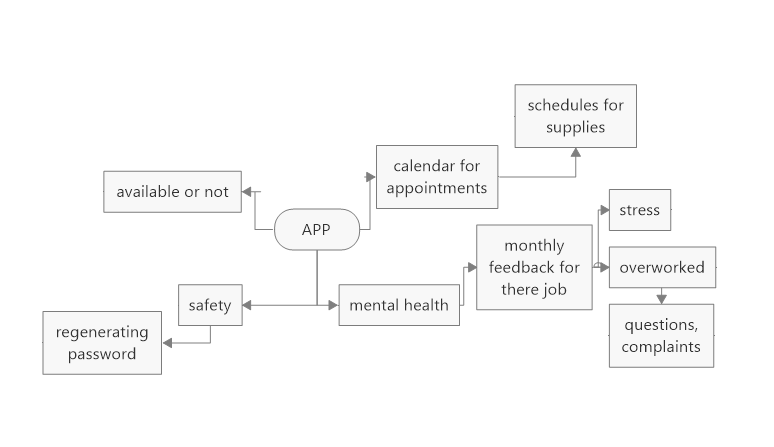 schedules for
supplies
calendar for
appointments
available or not
APP
stress
monthly
feedback for
there job
overworked
safety
mental health
questions,
complaints
regenerating
password